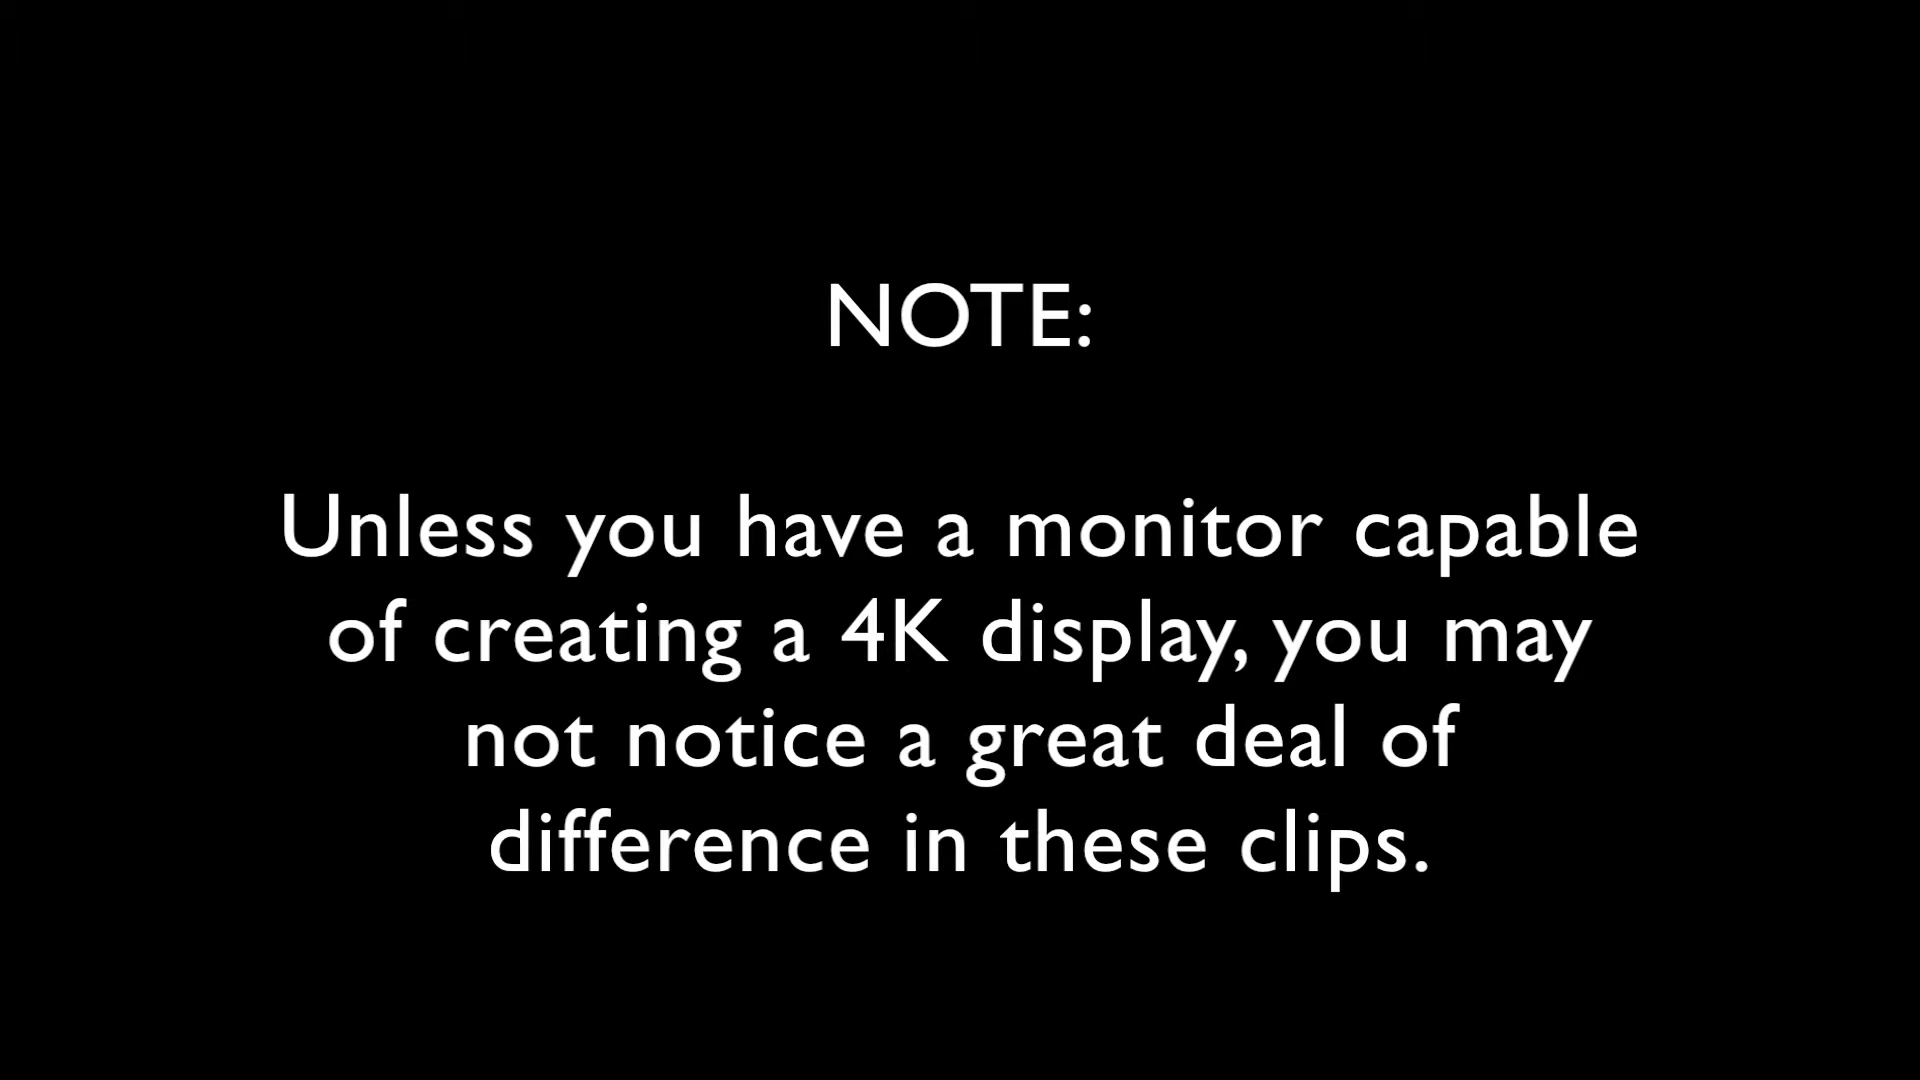 NOTE:
Unless you have a monitor capable
of creating a 4K display, you may
not notice a great deal of
difference in these clips.